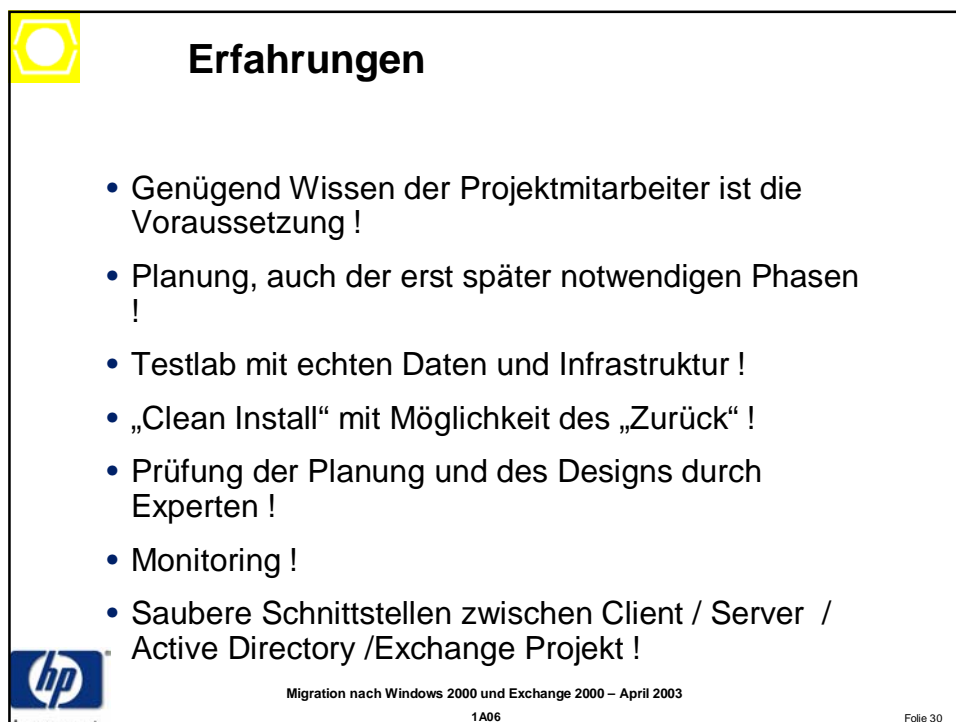 Erfahrungen
• Genügend Wissen der Projektmitarbeiter ist die
Voraussetzung !
• Planung, auch der erst später notwendigen Phasen
!
• Testlab mit echten Daten und Infrastruktur !
• „Clean Install“ mit Möglichkeit des „Zurück“ !
• Prüfung der Planung und des Designs durch
Experten !
• Monitoring !
• Saubere Schnittstellen zwischen Client / Server /
Active Directory /Exchange Projekt !
hp
Migration nach Windows 2000 und Exchange 2000 – April 2003
1A06
Folie 30